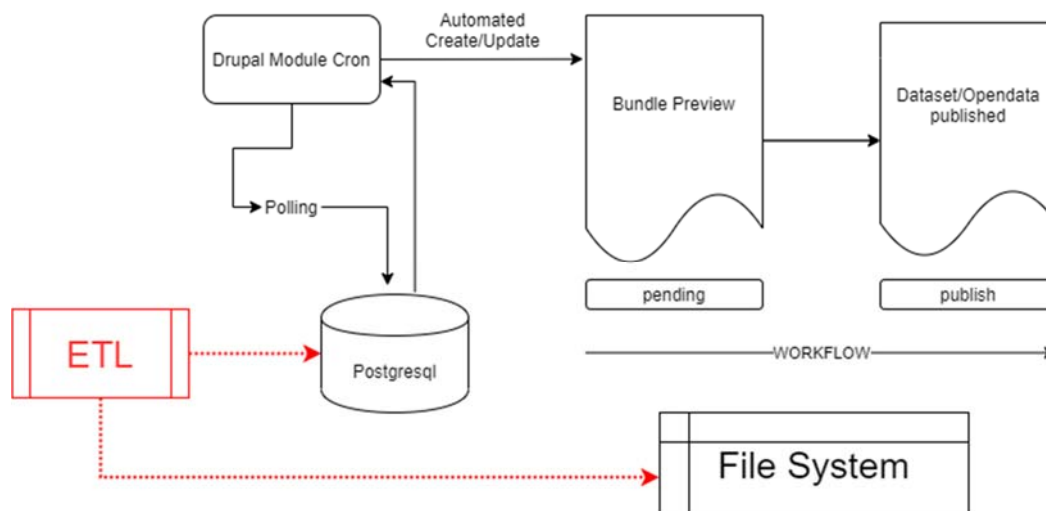 Automated
Create/Update
Drupal Module Cron
Bundle Preview
Dataset/Opendata
published
Polling
pending
publish
ETL
Postgresql
WORKFLOW
File System